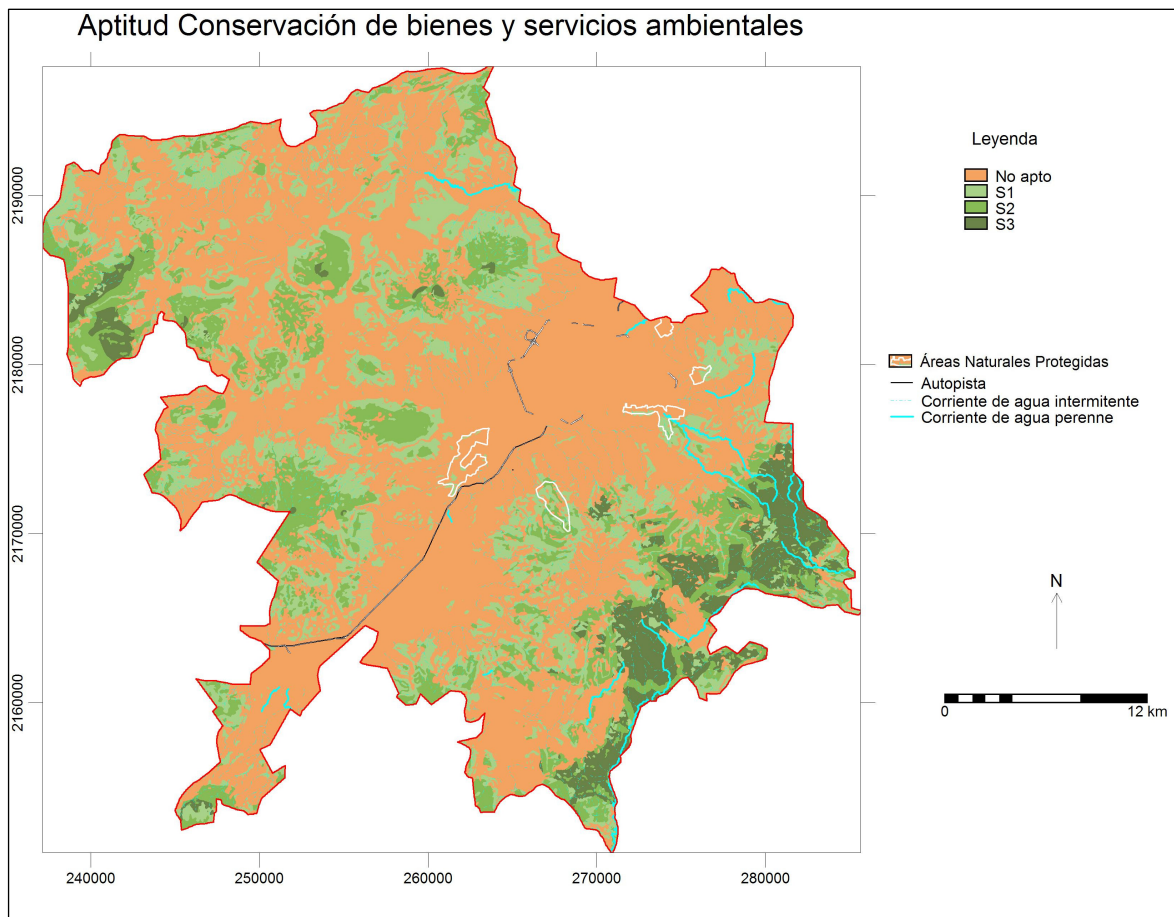 Aptitud Conservación de bienes y servicios ambientales
Leyenda
No apto
S1
S2
S3
Áreas Naturales Protegidas
Autopista
Corriente de agua intermitente
Corriente de agua perenne
N
0 12 km
2190000
2180000
2170000
2160000
240000 250000 260000 270000 280000